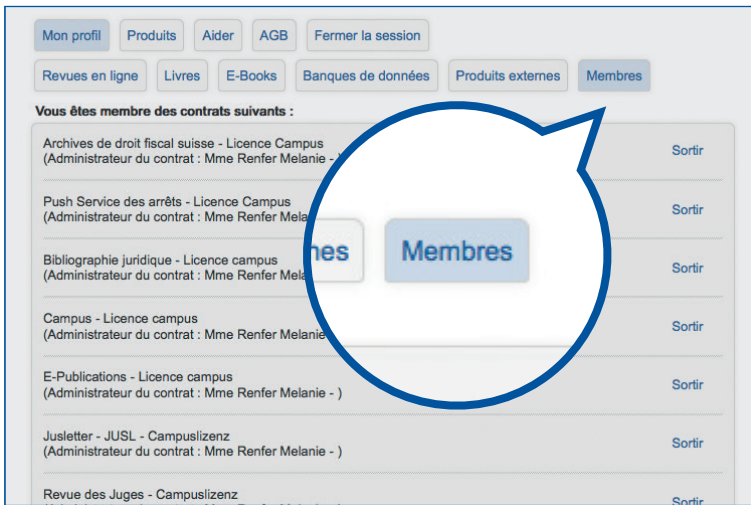 Mon profil Produits Aider AGB Fermer la session
Revues en ligne Livres E-Books Banques de données Produits externes Membres
Vous êtes membre des contrats suivants :
Archives de droit fiscal suisse - Licence Campus
(Administrateur du contrat : Mme Renfer Melanie - )
Sortir
Push Service des arrêts - Licence Campus
(Administrateur du contrat : Mme Renfer
Sortir
Bibliographie juridique - Licence campus
(Administrateur du contrat : Mme Renfer
Sortir
Campus - Licence campus
(Administrateur du contrat : Mme Renfer Melanie
Sortir
E-Publications - Licence campus
(Administrateur du contrat : Mme Renfer Melanie - )
Sortir
Jusletter - JUSL - Campuslizenz
(Administrateur du contrat : Mme Renfer Melanie - )
Sortir
Revue des Juges - Campuslizenz
Sortir
Membres